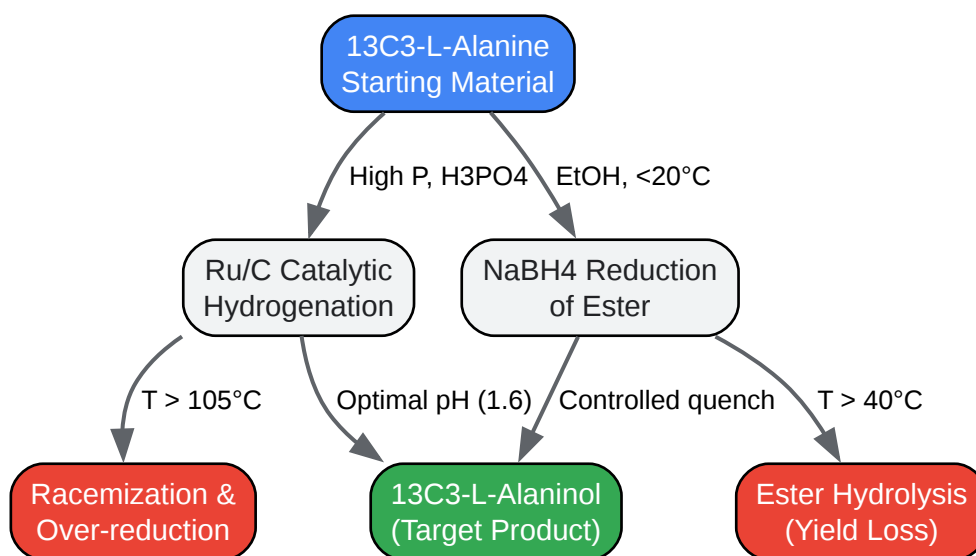 13C3-L-Alanine
Starting Material
High P, H3PO4
EtOH, <20°C
Ru/C Catalytic
Hydrogenation
NaBH4 Reduction
of Ester
T > 105°C
Optimal pH (1.6)
Controlled quench
T > 40°C
Racemization &
Over-reduction
13C3-L-Alaninol
(Target Product)
Ester Hydrolysis
(Yield Loss)